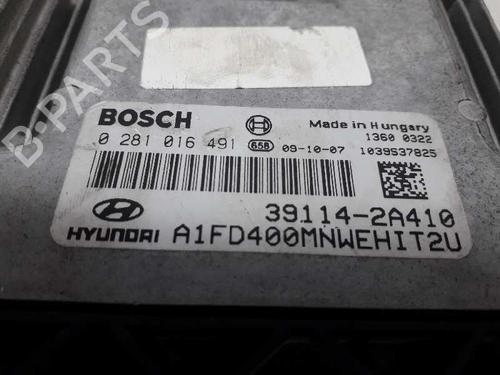 B-PARTS
BOSCH
Made in Hungary
0 281 016 491 658 09-10-07
1360 0322
1039S37825
39114-2A410
HYUNDAI A1FD400MNWEHIT2U